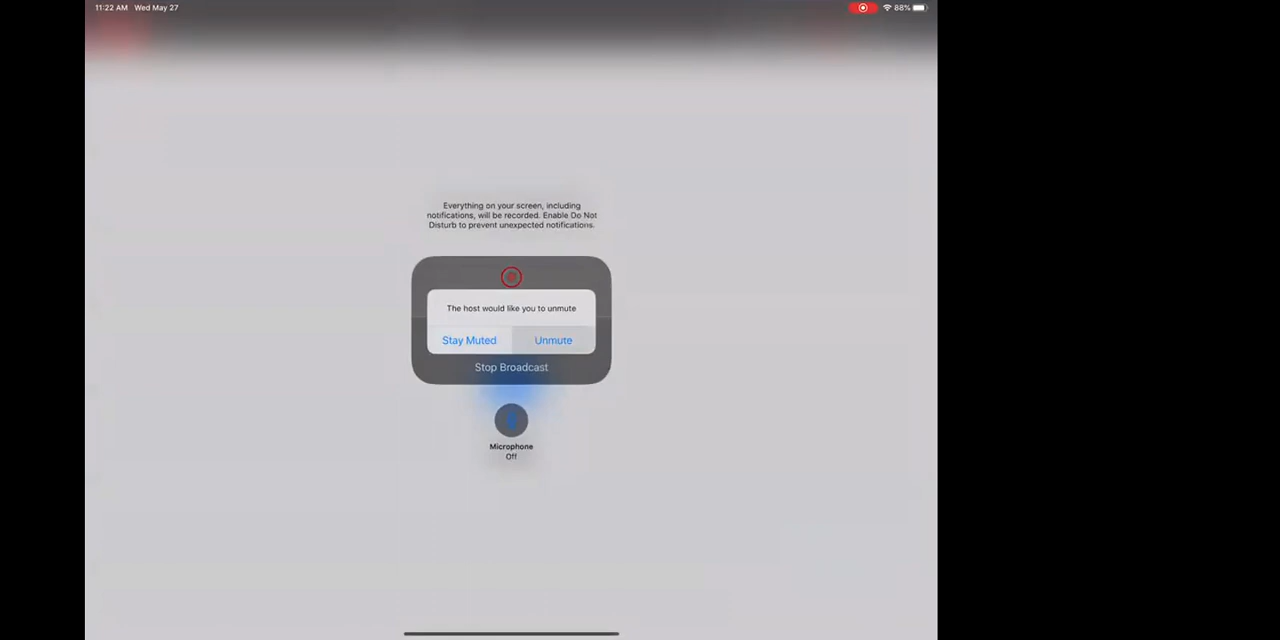 11:22 AM Wed May 27
88%
Everything on your screen, including
notifications, will be recorded. Enable Do Not
Disturb to prevent unexpected notifications.
The host would like you to unmute
Stay Muted Unmute
Stop Broadcast
Microphone
Off